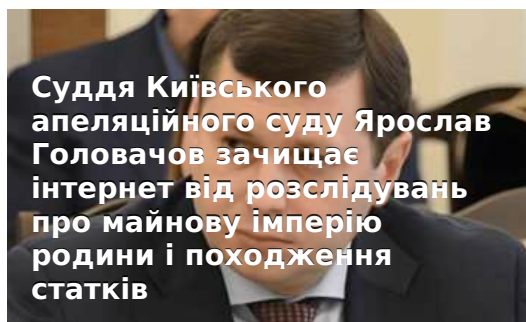 Суддя Київського
апеляційного суду Ярослав
Головачов зачищає
інтернет від розслідувань
про майнову імперію
родини і походження
статків